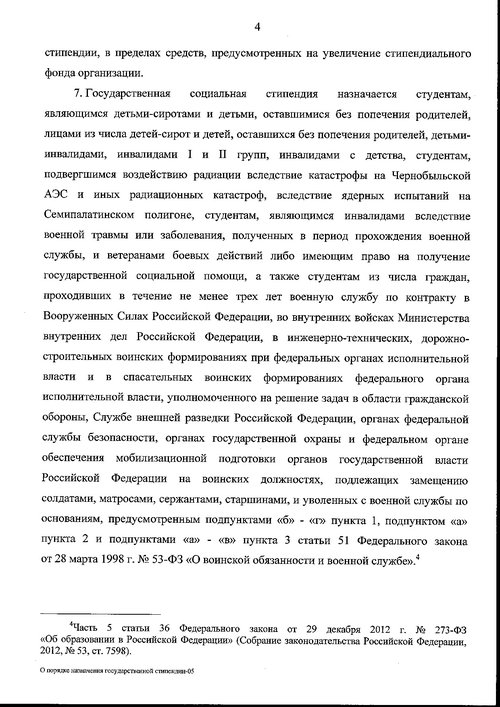 4
стипендии, в пределах средств, предусмотренных на увеличение стипендиального
фонда организации.
7. Государственная социальная стипендия назначается студентам,
являющимся детьми-сиротами и детьми, оставшимися без попечения родителей,
лицами из числа детей-сирот и детей, оставшихся без попечения родителей, детьми-
инвалидами, инвалидами I и II групп, инвалидами с детства, студентам,
подвергшимся воздействию радиации вследствие катастрофы на Чернобыльской
АЭС и иных радиационных катастроф, вследствие ядерных испытаний на
Семипалатинском полигоне, студентам, являющимся инвалидами вследствие
военной травмы или заболевания, полученных в период прохождения военной
службы, и ветеранами боевых действий либо имеющим право на получение
государственной социальной помощи, а также студентам из числа граждан,
проходивших в течение не менее трех лет военную службу по контракту в
Вооруженных Силах Российской Федерации, во внутренних войсках Министерства
внутренних дел Российской Федерации, в инженерно-технических, дорожно-
строительных воинских формированиях при федеральных органах исполнительной
власти и в спасательных воинских формированиях федерального органа
исполнительной власти, уполномоченного на решение задач в области гражданской
обороны, Службе внешней разведки Российской Федерации, органах федеральной
службы безопасности, органах государственной охраны и федеральном органе
обеспечения мобилизационной подготовки органов государственной власти
Российской Федерации на воинских должностях, подлежащих замещению
солдатами, матросами, сержантами, старшинами, и уволенных с военной службы по
основаниям, предусмотренным подпунктами «б» - «г» пункта 1, подпунктом «а»
пункта 2 и подпунктами «а» - «в» пункта 3 статьи 51 Федерального закона
от 28 марта 1998 г. № 53-ФЗ «О воинской обязанности и военной службе».⁴
⁴Часть 5 статьи 36 Федерального закона от 29 декабря 2012 г. № 273-ФЗ
«Об образовании в Российской Федерации» (Собрание законодательства Российской Федерации,
2012, № 53, ст. 7598).
О порядке назначения государственной стипендии-05